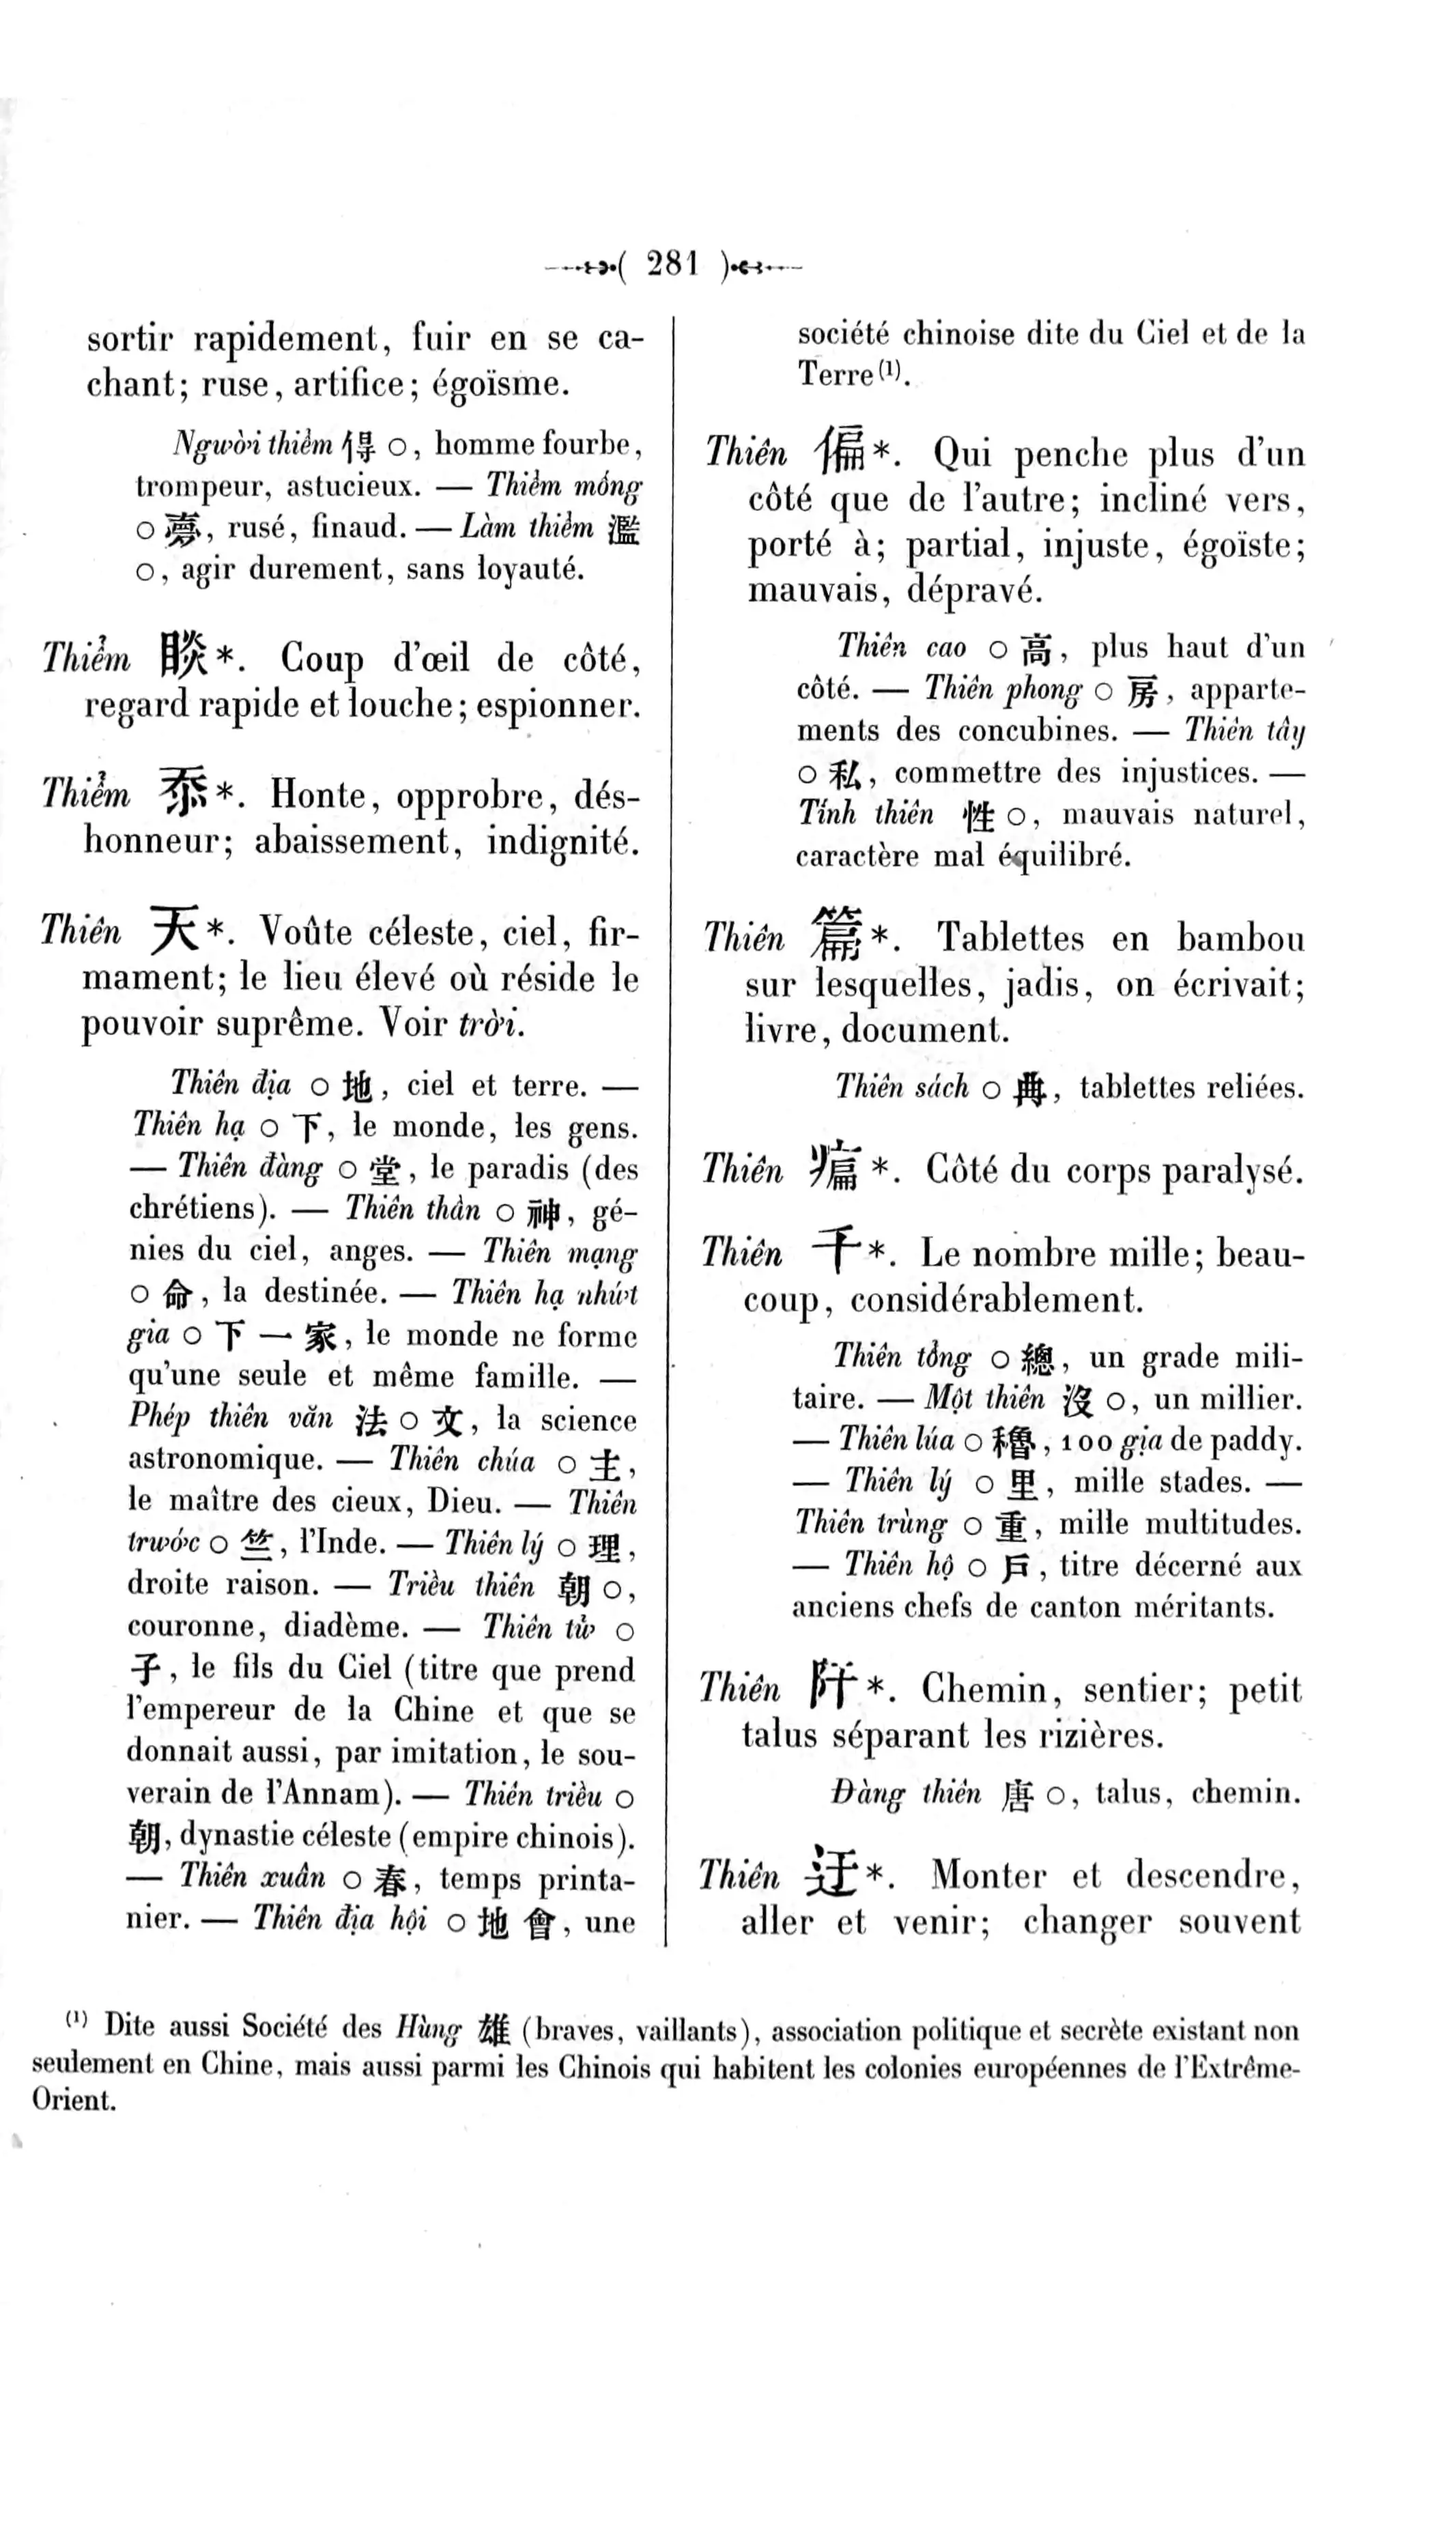 ( 281 )
sortir rapidement, fuir en se ca-
chant; ruse, artifice; égoïsme.
Người thiểm 㝵 ○, homme fourbe,
trompeur, astucieux. — Thiểm mống
○ 夢, rusé, finaud. — Làm thiểm 濫
○, agir durement, sans loyauté.
Thiểm 睒*. Coup d'œil de côté,
regard rapide et louche; espionner.
Thiểm 忝*. Honte, opprobre, dés-
honneur; abaissement, indignité.
Thiên 天*. Voûte céleste, ciel, fir-
mament; le lieu élevé où réside le
pouvoir suprême. Voir trời.
Thiên địa ○ 地, ciel et terre. —
Thiên hạ ○ 下, le monde, les gens.
— Thiên đàng ○ 堂, le paradis (des
chrétiens). — Thiên thần ○ 神, gé-
nies du ciel, anges. — Thiên mạng
○ 命, la destinée. — Thiên hạ nhứt
gia ○ 下 一 家, le monde ne forme
qu'une seule et même famille. —
Phép thiên văn 法 ○ 文, la science
astronomique. — Thiên chúa ○ 主,
le maître des cieux, Dieu. — Thiên
trước ○ 竺, l'Inde. — Thiên lý ○ 理,
droite raison. — Triều thiên 朝 ○,
couronne, diadème. — Thiên tử ○
子, le fils du Ciel (titre que prend
l'empereur de la Chine et que se
donnait aussi, par imitation, le sou-
verain de l'Annam). — Thiên triều ○
朝, dynastie céleste (empire chinois).
— Thiên xuân ○ 春, temps printa-
nier. — Thiên địa hội ○ 地 會, une
société chinoise dite du Ciel et de la
Terre (1).
Thiên 偏*. Qui penche plus d'un
côté que de l'autre; incliné vers,
porté à; partial, injuste, égoïste;
mauvais, dépravé.
Thiên cao ○ 高, plus haut d'un
côté. — Thiên phong ○ 房, apparte-
ments des concubines. — Thiên tây
○ 私, commettre des injustices. —
Tính thiên 性 ○, mauvais naturel,
caractère mal équilibré.
Thiên 篇*. Tablettes en bambou
sur lesquelles, jadis, on écrivait;
livre, document.
Thiên sách ○ 冊, tablettes reliées.
Thiên 㾫*. Côté du corps paralysé.
Thiên 千*. Le nombre mille; beau-
coup, considérablement.
Thiên tổng ○ 總, un grade mili-
taire. — Một thiên 沒 ○, un millier.
— Thiên lúa ○ 穭, 100 gịa de paddy.
— Thiên lý ○ 里, mille stades. —
Thiên trùng ○ 重, mille multitudes.
— Thiên hộ ○ 戶, titre décerné aux
anciens chefs de canton méritants.
Thiên 阡*. Chemin, sentier; petit
talus séparant les rizières.
Đàng thiên 唐 ○, talus, chemin.
Thiên 迂*. Monter et descendre,
aller et venir; changer souvent
(1) Dite aussi Société des Hùng 雄 (braves, vaillants), association politique et secrète existant non
seulement en Chine, mais aussi parmi les Chinois qui habitent les colonies européennes de l'Extrême-
Orient.